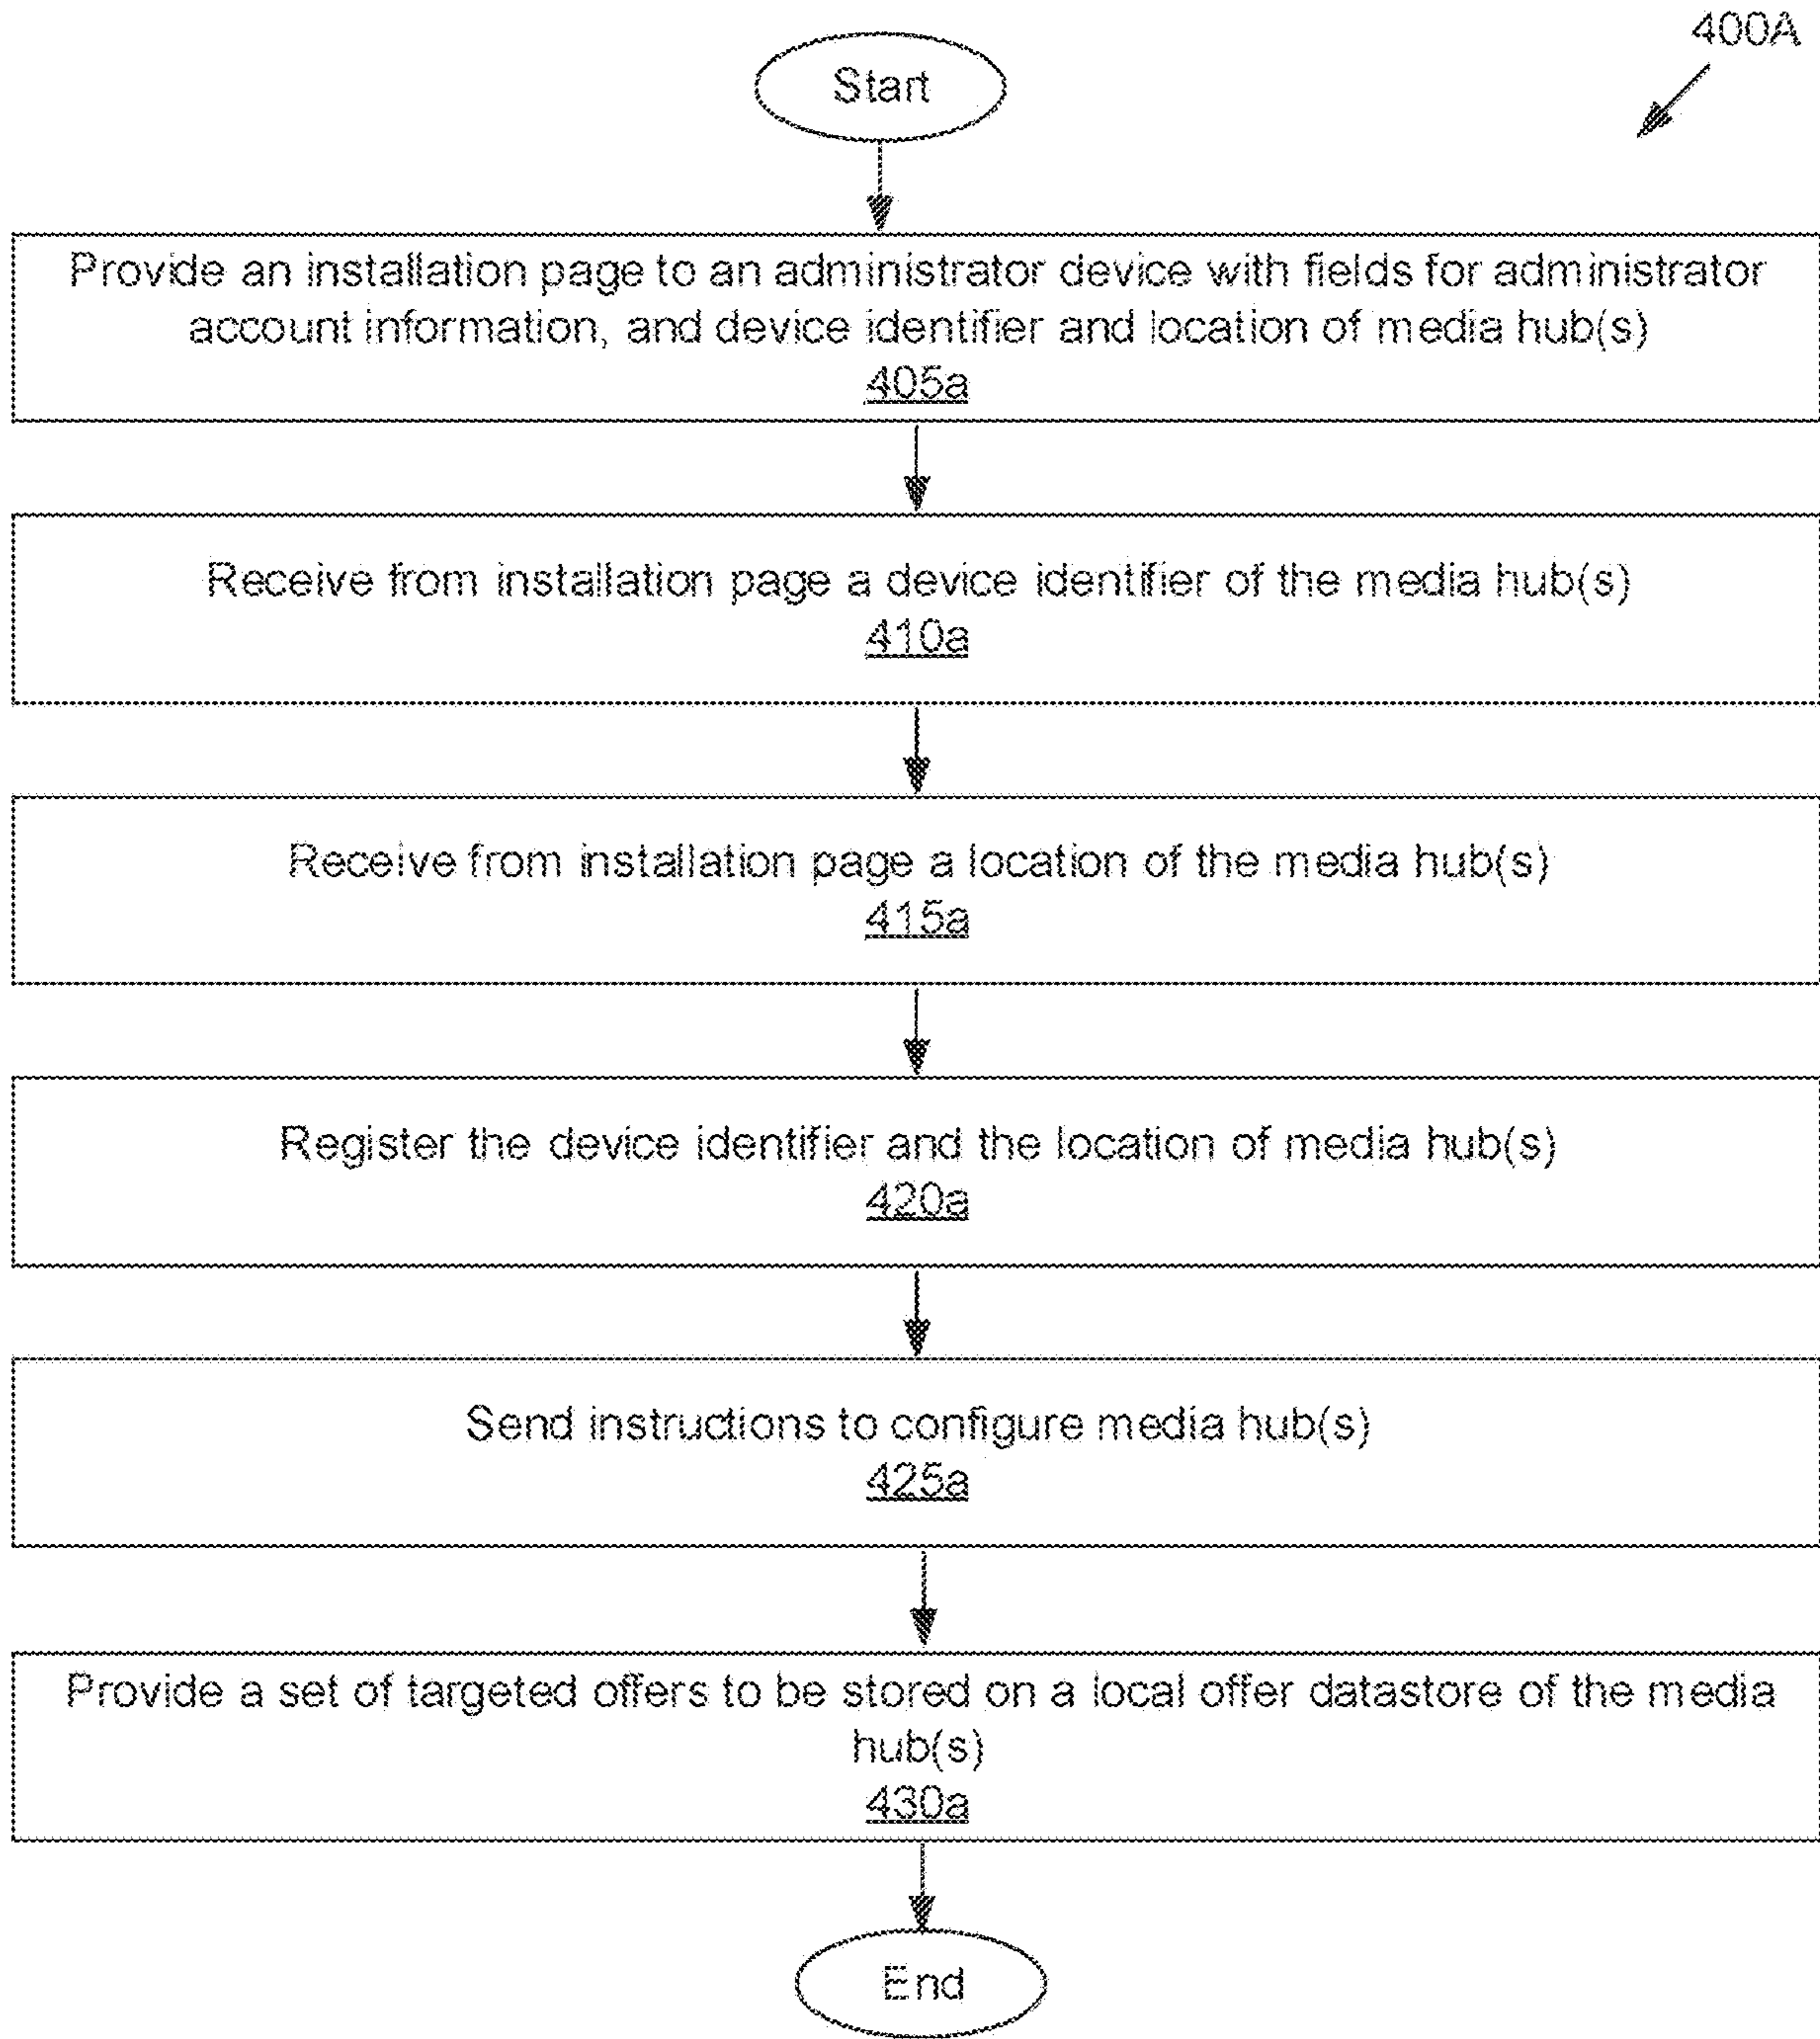 400A
Start
Provide an installation page to an administrator device with fields for administrator
account information, and device identifier and location of media hub(s)
405a
Receive from installation page a device identifier of the media hub(s)
410a
Receive from installation page a location of the media hub(s)
415a
Register the device identifier and the location of media hub(s)
420a
Send instructions to configure media hub(s)
425a
Provide a set of targeted offers to be stored on a local offer datastore of the media
hub(s)
430a
End